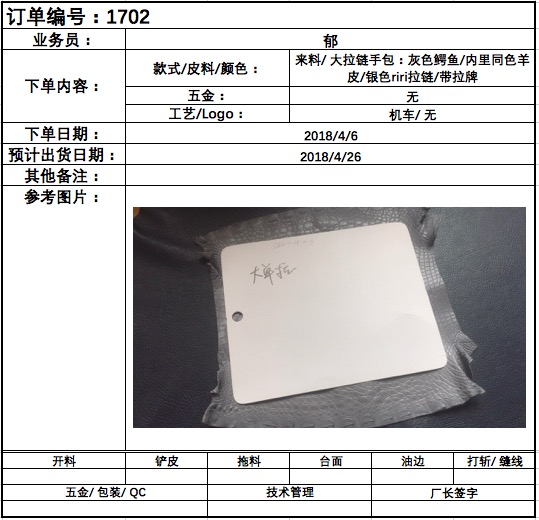 订单编号：1702
业务员： 郁
下单内容： 款式/皮料/颜色： 来料/ 大拉链手包：灰色鳄鱼/内里同色羊
皮/银色riri拉链/带拉牌
五金： 无
工艺/Logo： 机车/ 无
下单日期： 2018/4/6
预计出货日期： 2018/4/26
其他备注：
参考图片：
大单拉
开料 铲皮 拖料 台面 油边 打斩/ 缝线
五金/ 包装/ QC 技术管理 厂长签字